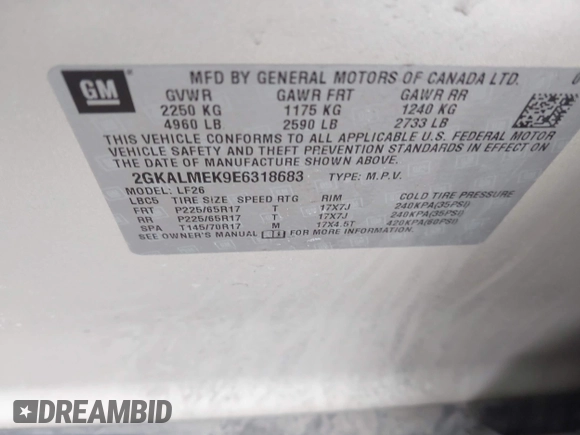 GM
MFD BY GENERAL MOTORS OF CANADA LTD.
GVWR GAWR FRT GAWR RR
2250 KG 1175 KG 1240 KG
4960 LB 2590 LB 2733 LB
THIS VEHICLE CONFORMS TO ALL APPLICABLE U.S. FEDERAL MOTOR
VEHICLE SAFETY AND THEFT PREVENTION STANDARDS IN EFFECT ON
THE DATE OF MANUFACTURE SHOWN ABOVE.
2GKALMEK9E6318683 TYPE: M.P.V.
MODEL: LF26
LBC5 TIRE SIZE SPEED RTG RIM COLD TIRE PRESSURE
FRT P225/65R17 T 17X7J 240KPA(35PSI)
RR P225/65R17 T 17X7J 240KPA(35PSI)
SPA T145/70R17 M 17X4.5T 420KPA(60PSI)
SEE OWNER'S MANUAL FOR MORE INFORMATION
DREAMBID